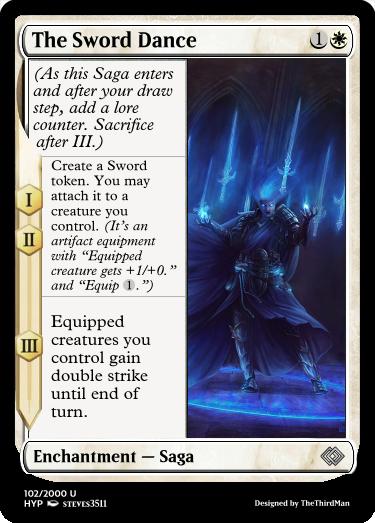 The Sword Dance 1
(As this Saga enters
and after your draw
step, add a lore
counter. Sacrifice
after III.)
I
II
Create a Sword
token. You may
attach it to a
creature you
control. (It's an
artifact equipment
with “Equipped
creature gets +1/+0.”
and “Equip 1.”)
III
Equipped
creatures you
control gain
double strike
until end of
turn.
Enchantment — Saga
102/2000 U
HYP STEVES3511
Designed by TheThirdMan